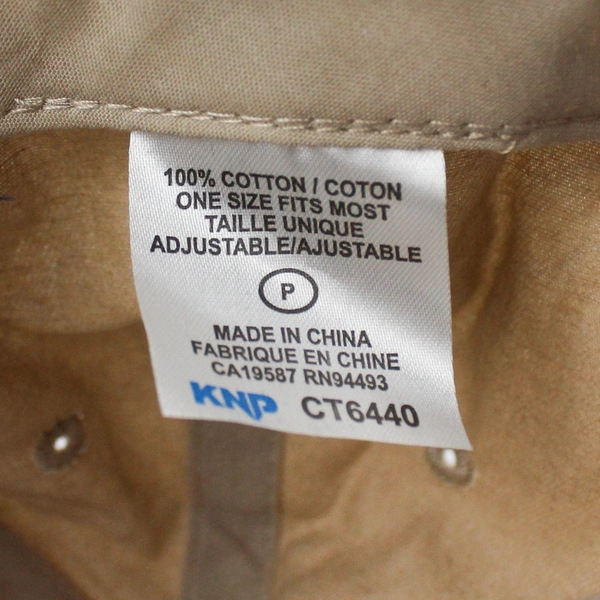 100% COTTON / COTON
ONE SIZE FITS MOST
TAILLE UNIQUE
ADJUSTABLE/AJUSTABLE
P
MADE IN CHINA
FABRIQUE EN CHINE
CA19587 RN94493
KNP CT6440